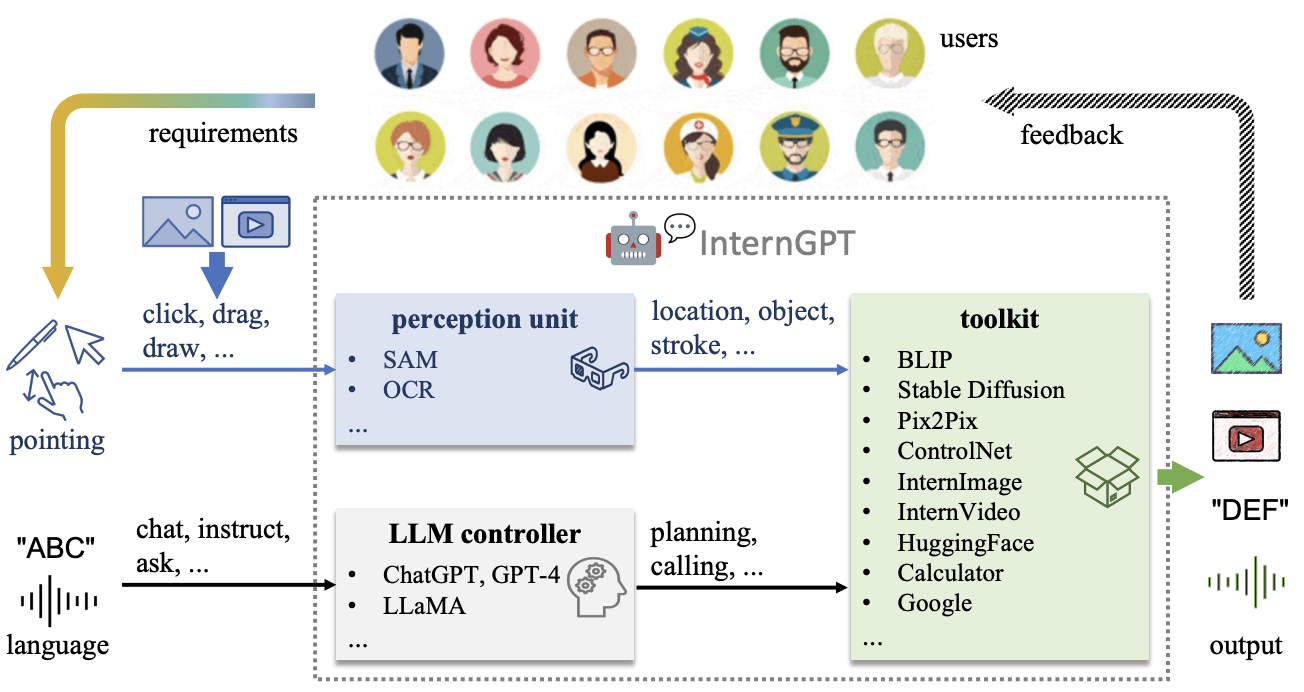 users
requirements
feedback
InternGPT
click, drag,
draw, ...
pointing
perception unit
• SAM
• OCR
...
location, object,
stroke, ...
toolkit
• BLIP
• Stable Diffusion
• Pix2Pix
• ControlNet
• InternImage
• InternVideo
• HuggingFace
• Calculator
• Google
...
"ABC"
language
chat, instruct,
ask, ...
LLM controller
• ChatGPT, GPT-4
• LLaMA
...
planning,
calling, ...
"DEF"
output